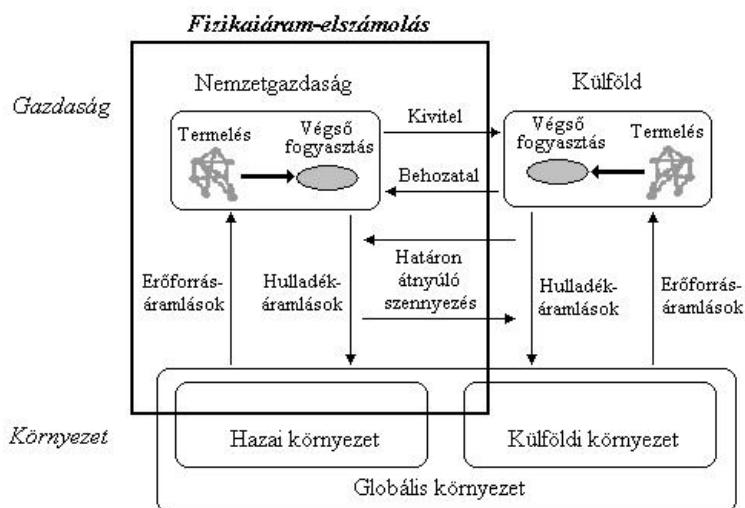 Fizikaiáram-elszámolás
Gazdaság
Nemzetgazdaság
Termelés
Végső
fogyasztás
Kivitel
Behozatal
Külföld
Végső
fogyasztás
Termelés
Erőforrás-
áramlások
Hulladék-
áramlások
Határon
átnyúló
szennyezés
Hulladék-
áramlások
Erőforrás-
áramlások
Környezet
Hazai környezet
Külföldi környezet
Globális környezet